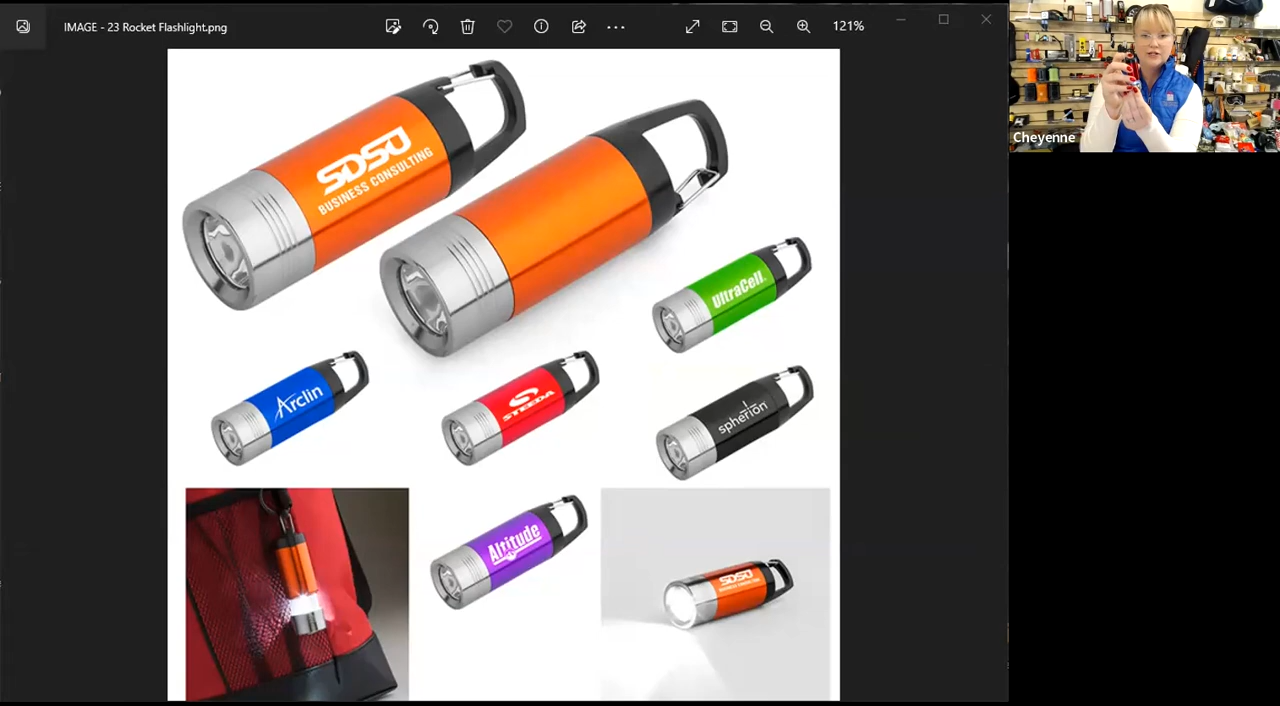 IMAGE - 23 Rocket Flashlight.png
121%
Cheyenne
SDSU
BUSINESS CONSULTING
UltraCell
Arclin
STEEDA
spherion
Altitude
SDSU